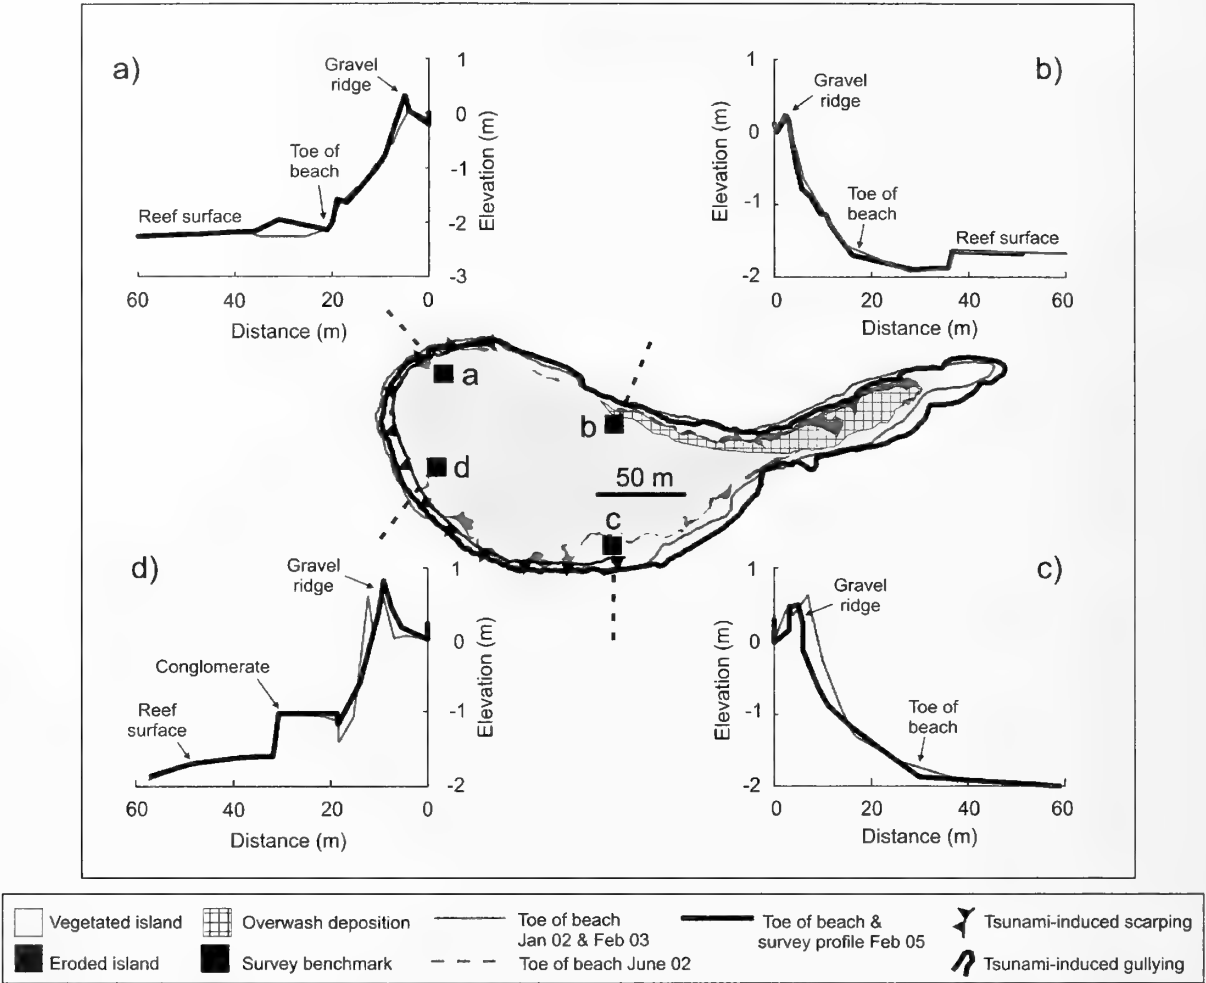 a)
Gravel
ridge
Toe of
beach
Reef surface
1
0
-1
-2
-3
Elevation (m)
60
40
20
0
Distance (m)
b)
Gravel
ridge
Toe of
beach
Reef surface
1
0
-1
-2
Elevation (m)
0
20
40
60
Distance (m)
a
b
d
50 m
c
d)
Gravel
ridge
Conglomerate
Reef
surface
1
0
-1
-2
Elevation (m)
60
40
20
0
Distance (m)
c)
Gravel
ridge
Toe of
beach
1
0
-1
-2
Elevation (m)
0
20
40
60
Distance (m)
Vegetated island
Overwash deposition
Toe of beach
Jan 02 & Feb 03
Toe of beach &
survey profile Feb 05
Tsunami-induced scarping
Eroded island
Survey benchmark
Toe of beach June 02
Tsunami-induced gullying